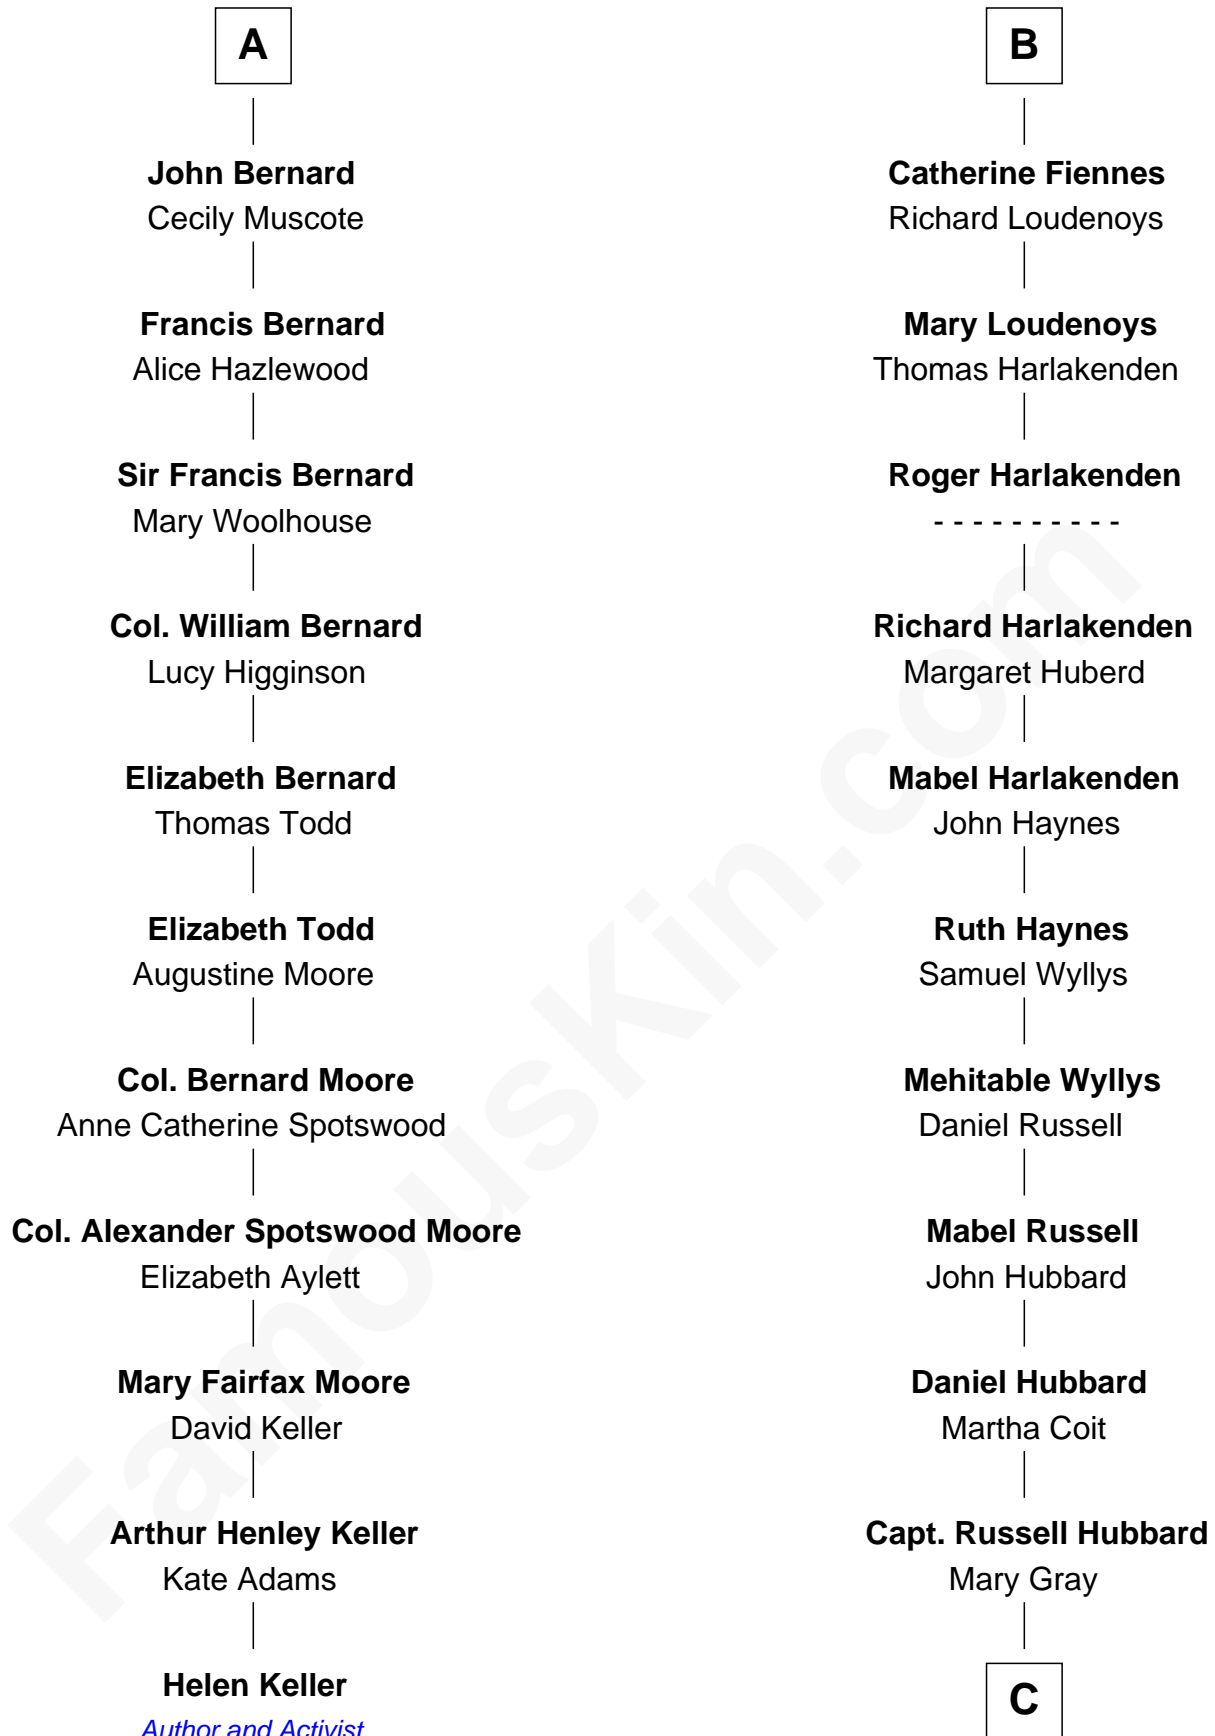 A
John Bernard
Cecily Muscote
Francis Bernard
Alice Hazlewood
Sir Francis Bernard
Mary Woolhouse
Col. William Bernard
Lucy Higginson
Elizabeth Bernard
Thomas Todd
Elizabeth Todd
Augustine Moore
Col. Bernard Moore
Anne Catherine Spotswood
Col. Alexander Spotswood Moore
Elizabeth Aylett
Mary Fairfax Moore
David Keller
Arthur Henley Keller
Kate Adams
Helen Keller
Author and Activist
B
Catherine Fiennes
Richard Loudenoys
Mary Loudenoys
Thomas Harlakenden
Roger Harlakenden
- - - - - - - - - -
Richard Harlakenden
Margaret Huberd
Mabel Harlakenden
John Haynes
Ruth Haynes
Samuel Wyllys
Mehitable Wyllys
Daniel Russell
Mabel Russell
John Hubbard
Daniel Hubbard
Martha Coit
Capt. Russell Hubbard
Mary Gray
C
FamousKin.com